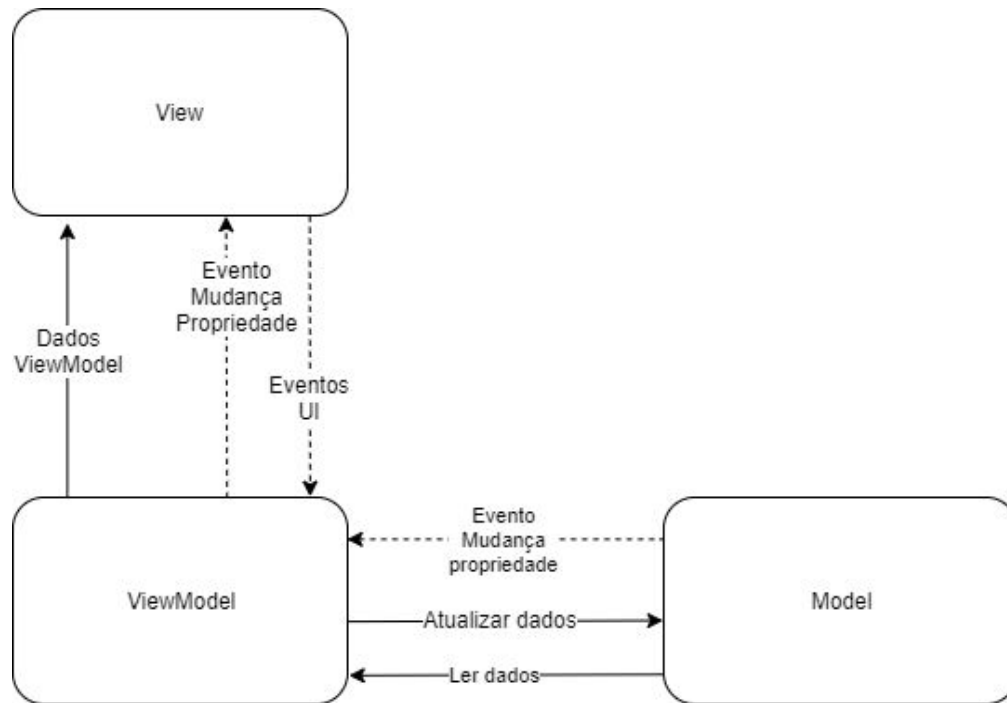 View
Evento
Mudança
Propriedade
Dados
ViewModel
Eventos
UI
ViewModel
Evento
Mudança
propriedade
Atualizar dados
Ler dados
Model